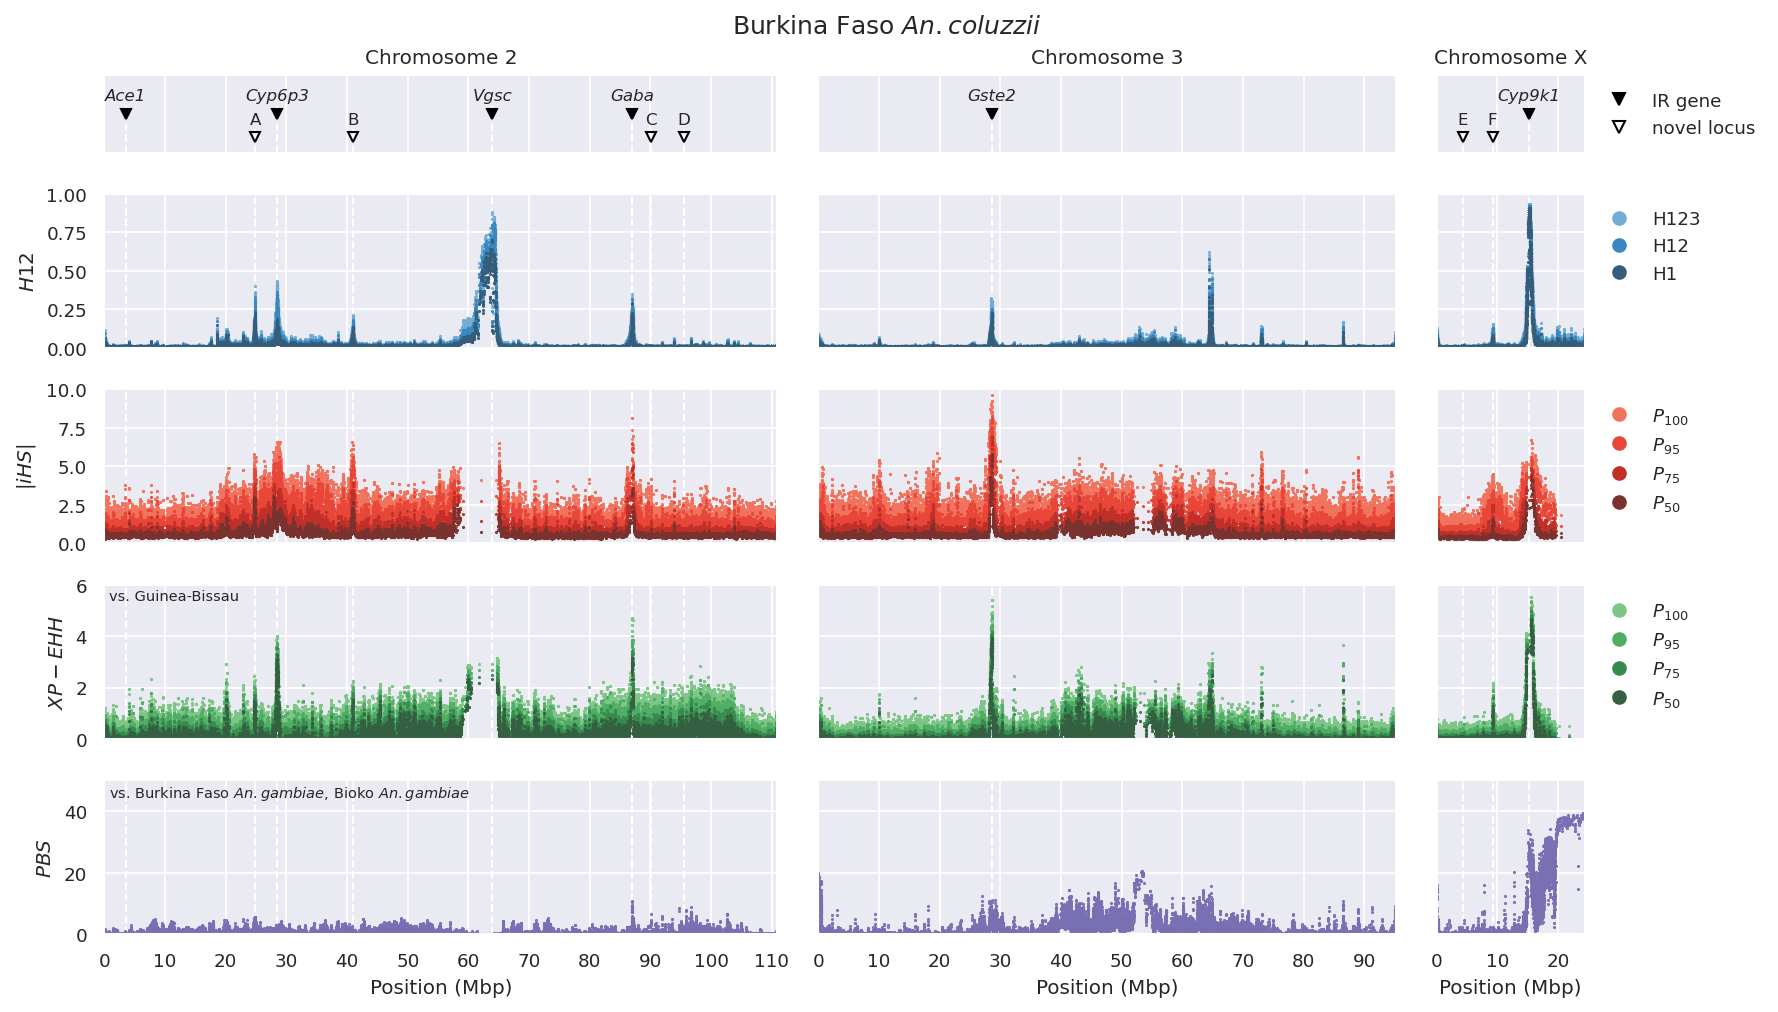 Burkina Faso An. coluzzii
Chromosome 2 Chromosome 3 Chromosome X
Ace1 Cyp6p3 Vgsc Gaba Gste2 Cyp9k1
A B C D E F
IR gene
novel locus
H12
1.00
0.75
0.50
0.25
0.00
H123
H12
H1
|iHS|
10.0
7.5
5.0
2.5
0.0
P100
P95
P75
P50
XP − EHH
vs. Guinea-Bissau
6
4
2
0
P100
P95
P75
P50
PBS
vs. Burkina Faso An. gambiae, Bioko An. gambiae
40
20
0
0 10 20 30 40 50 60 70 80 90 100 110 0 10 20 30 40 50 60 70 80 90 0 10 20
Position (Mbp) Position (Mbp) Position (Mbp)